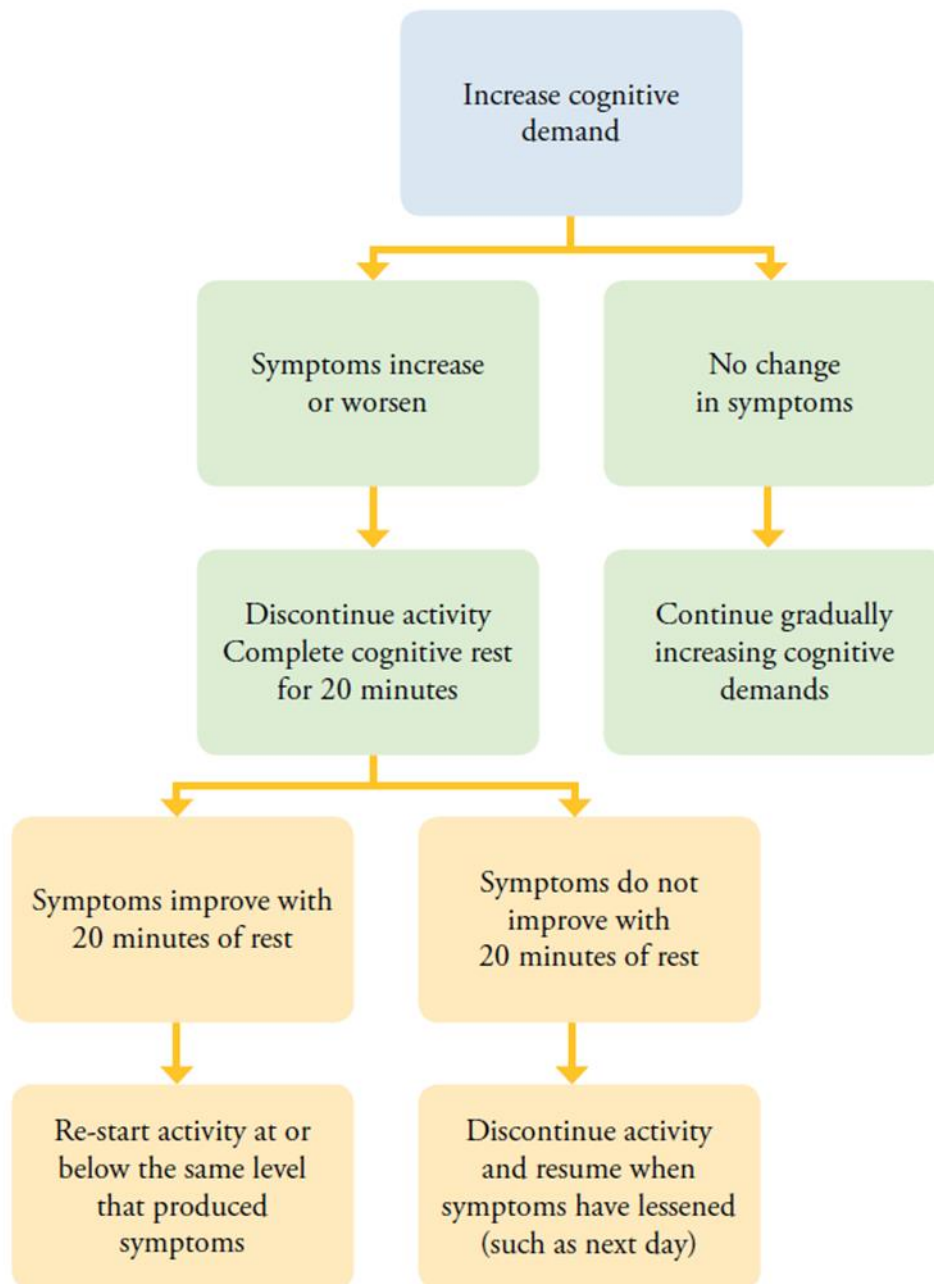 Increase cognitive
demand
Symptoms increase
or worsen
No change
in symptoms
Discontinue activity
Complete cognitive rest
for 20 minutes
Continue gradually
increasing cognitive
demands
Symptoms improve with
20 minutes of rest
Symptoms do not
improve with
20 minutes of rest
Re-start activity at or
below the same level
that produced
symptoms
Discontinue activity
and resume when
symptoms have lessened
(such as next day)